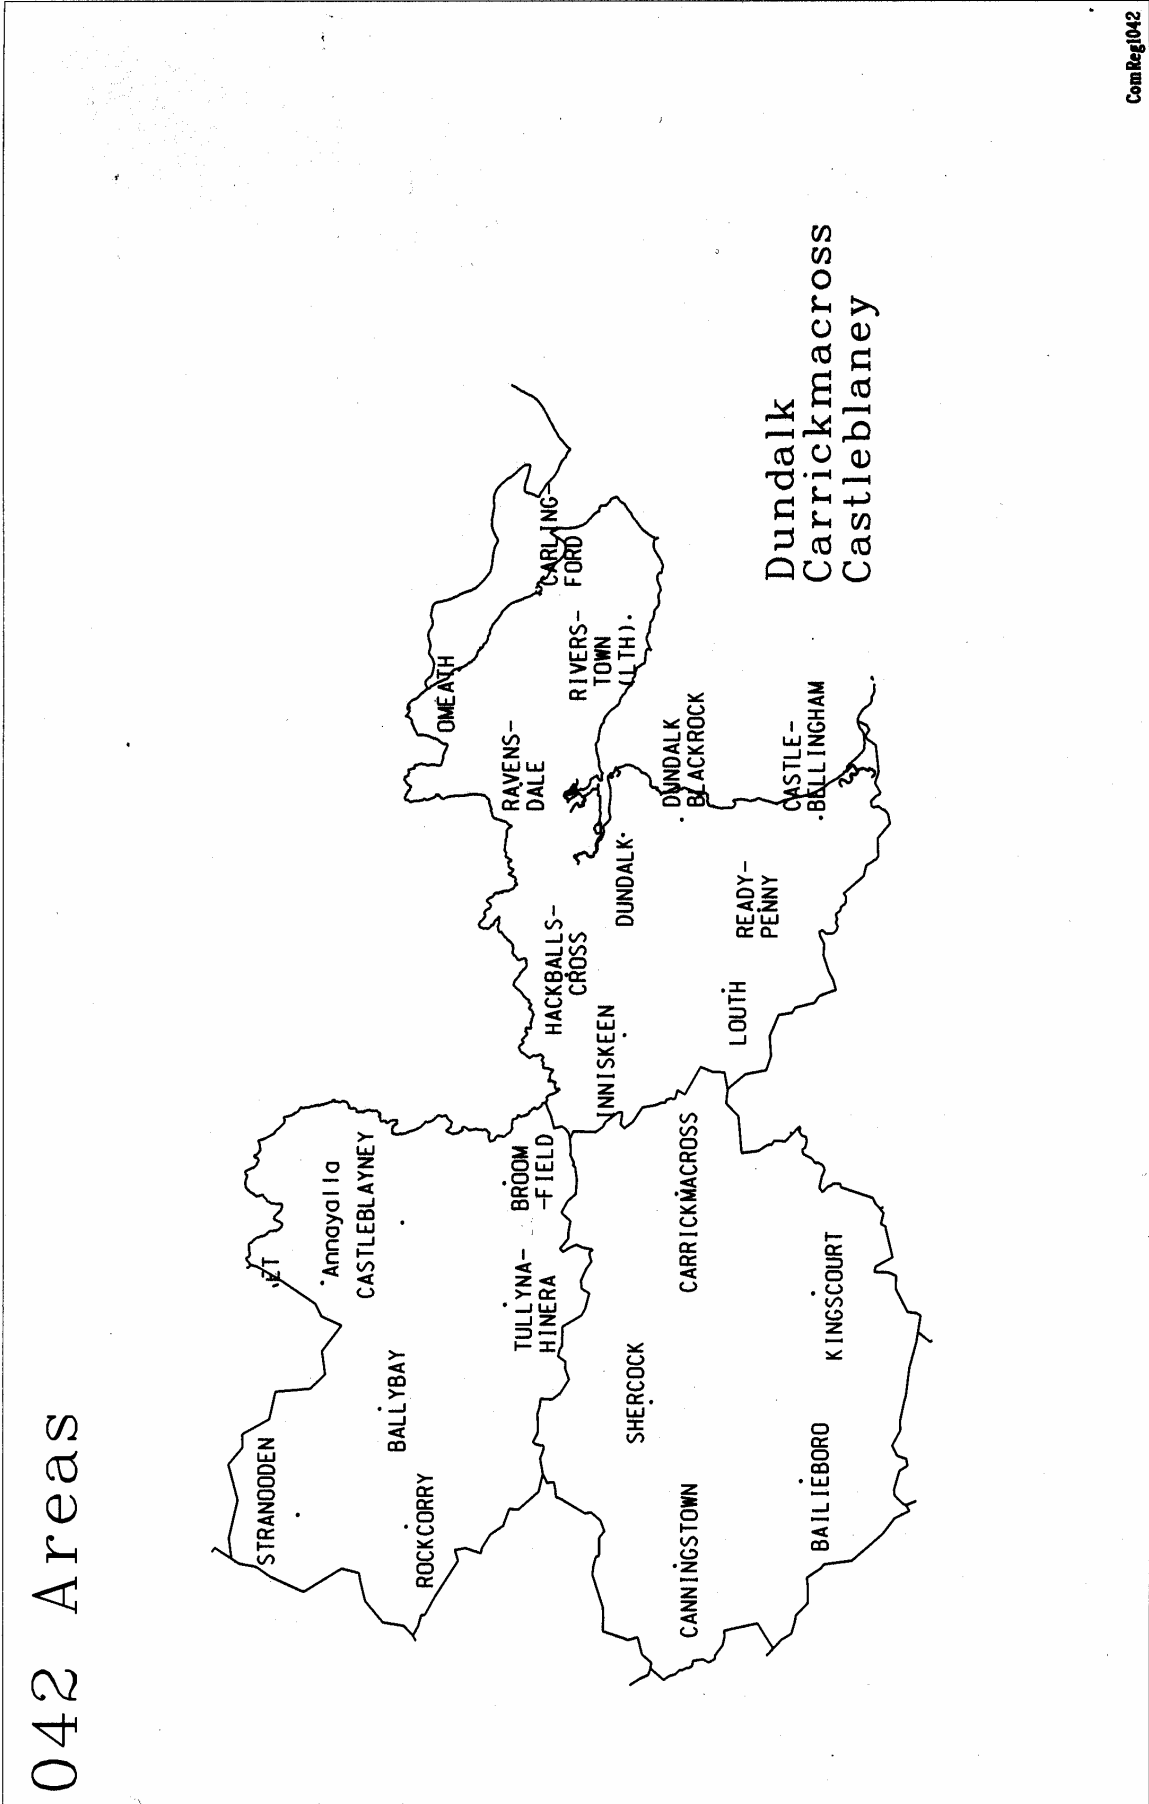 042 Areas
STRANOODEN
Annayalla
CASTLEBLAYNEY
BALLYBAY
ROCKCORRY
OMEATH
RAVENS-
DALE
BROOM
-FIELD
TULLYNA-
HINERA
HACKBALLS-
CROSS
CARLING-
FORD
RIVERS-
TOWN
(LTH).
INNISKEEN
DUNDALK
SHERCOCK
DUNDALK
BLACKROCK
CARRICKMACROSS
CANNINGSTOWN
LOUTH
READY-
PENNY
CASTLE-
BELLINGHAM
KINGSCOURT
BAILIEBORO
Dundalk
Carrickmacross
Castleblaney
ComReg1042